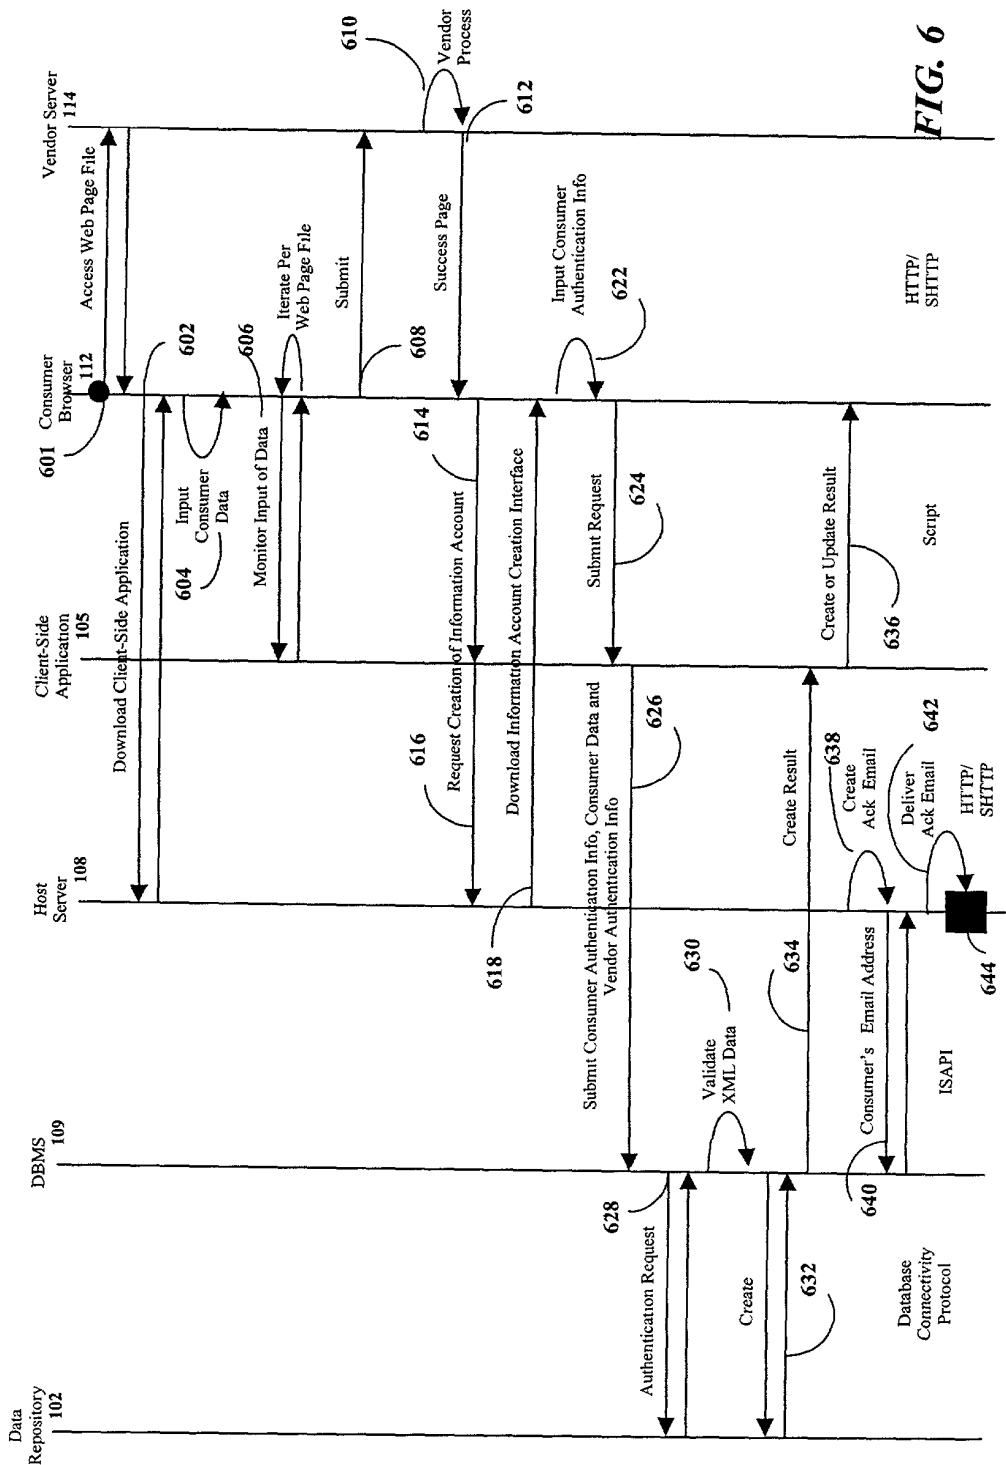 Data
Repository
102
DBMS
109
Host
Server
108
Client-Side
Application
105
Consumer
Browser
112
Vendor Server
114
601
Access Web Page File
Download Client-Side Application
602
Input
Consumer
Data
604
606
Monitor Input of Data
Iterate Per
Web Page File
Submit
608
610
Vendor
Process
Success Page
612
614
616
Request Creation of Information Account
618
Download Information Account Creation Interface
Input Consumer
Authentication Info
622
Submit Request
624
Submit Consumer Authentication Info, Consumer Data and
Vendor Authentication Info
626
628
Authentication Request
630
Validate
XML Data
Create
632
634
Create Result
Create or Update Result
636
638
Create
Ack Email
Consumer's Email Address
640
Deliver
Ack Email
642
644
Database
Connectivity
Protocol
ISAPI
HTTP/
SHTTP
Script
HTTP/
SHTTP
FIG. 6